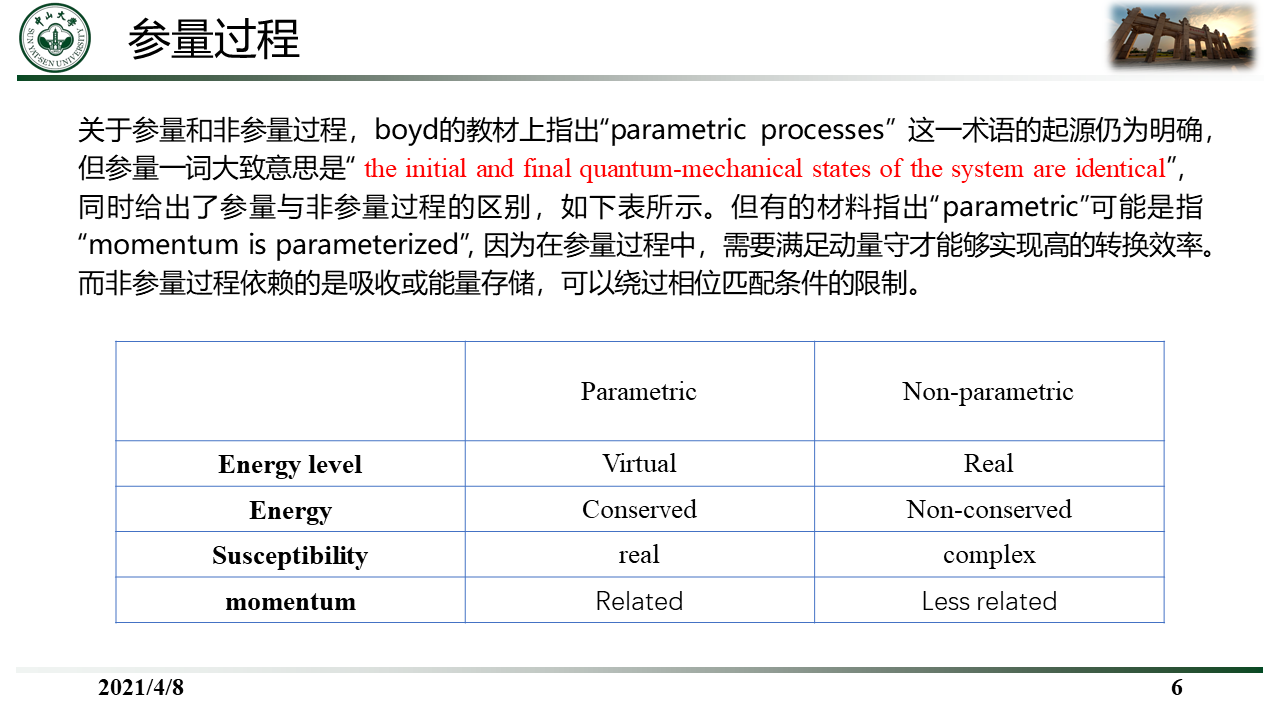 中山大学
SUN YAT-SEN UNIVERSITY
参量过程
关于参量和非参量过程，boyd的教材上指出“parametric processes” 这一术语的起源仍为明确，
但参量一词大致意思是“ the initial and final quantum-mechanical states of the system are identical”，
同时给出了参量与非参量过程的区别，如下表所示。但有的材料指出“parametric”可能是指
“momentum is parameterized”, 因为在参量过程中，需要满足动量守才能够实现高的转换效率。
而非参量过程依赖的是吸收或能量存储，可以绕过相位匹配条件的限制。
Parametric Non-parametric
Energy level Virtual Real
Energy Conserved Non-conserved
Susceptibility real complex
momentum Related Less related
2021/4/8 6